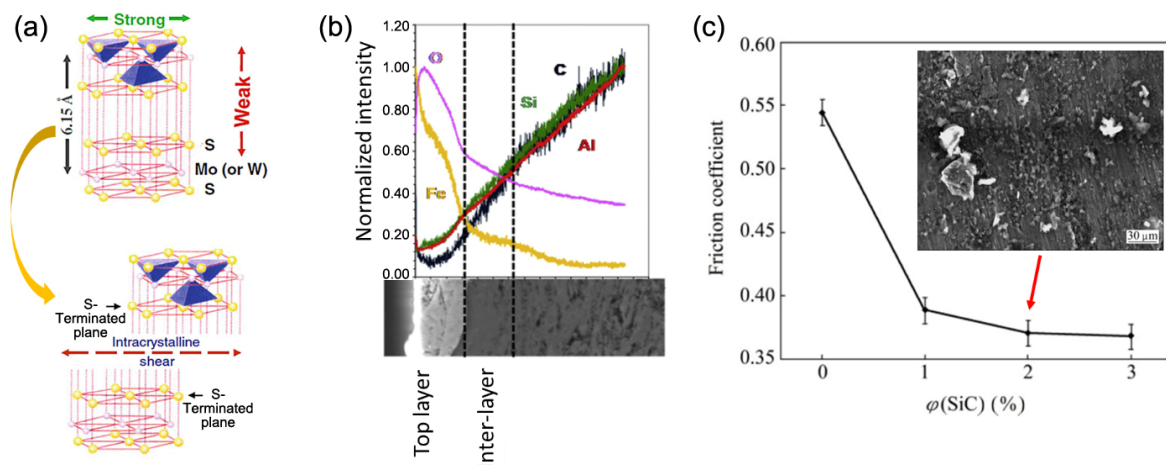 (a)
Strong
6.15 Å
Weak
S
Mo (or W)
S
S-
Terminated
plane
Intracrystalline
shear
S-
Terminated
plane
(b)
Normalized intensity
1.20
1.00
0.80
0.60
0.40
0.20
0.00
O
C
Si
Al
Fe
Top layer
nter-layer
(c)
Friction coefficient
0.60
0.55
0.50
0.45
0.40
0.35
30 μm
0 1 2 3
φ(SiC) (%)